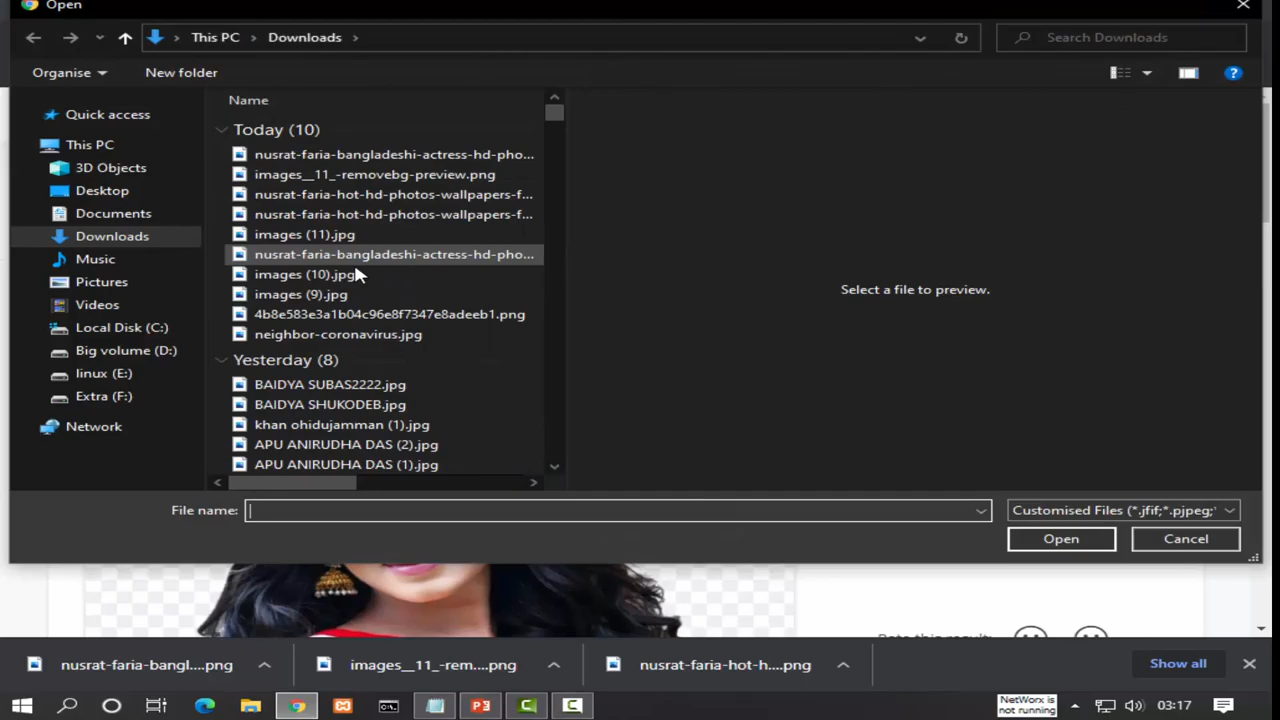 Open
This PC
Downloads
Search Downloads
Organise
New folder
Quick access
This PC
3D Objects
Desktop
Documents
Downloads
Music
Pictures
Videos
Local Disk (C:)
Big volume (D:)
linux (E:)
Extra (F:)
Network
Name
Today (10)
nusrat-faria-bangladeshi-actress-hd-pho...
images__11_-removebg-preview.png
nusrat-faria-hot-hd-photos-wallpapers-f...
nusrat-faria-hot-hd-photos-wallpapers-f...
images (11).jpg
nusrat-faria-bangladeshi-actress-hd-pho...
images (10).jpg
images (9).jpg
4b8e583e3a1b04c96e8f7347e8adeeb1.png
neighbor-coronavirus.jpg
Yesterday (8)
BAIDYA SUBAS2222.jpg
BAIDYA SHUKODEB.jpg
khan ohidujamman (1).jpg
APU ANIRUDHA DAS (2).jpg
APU ANIRUDHA DAS (1).jpg
Select a file to preview.
File name:
Customised Files (*.jfif;*.pjpeg;*
Open
Cancel
Rate this result:
nusrat-faria-bangl....png
images__11_-rem....png
nusrat-faria-hot-h....png
Show all
NetWorx is
not running
03:17